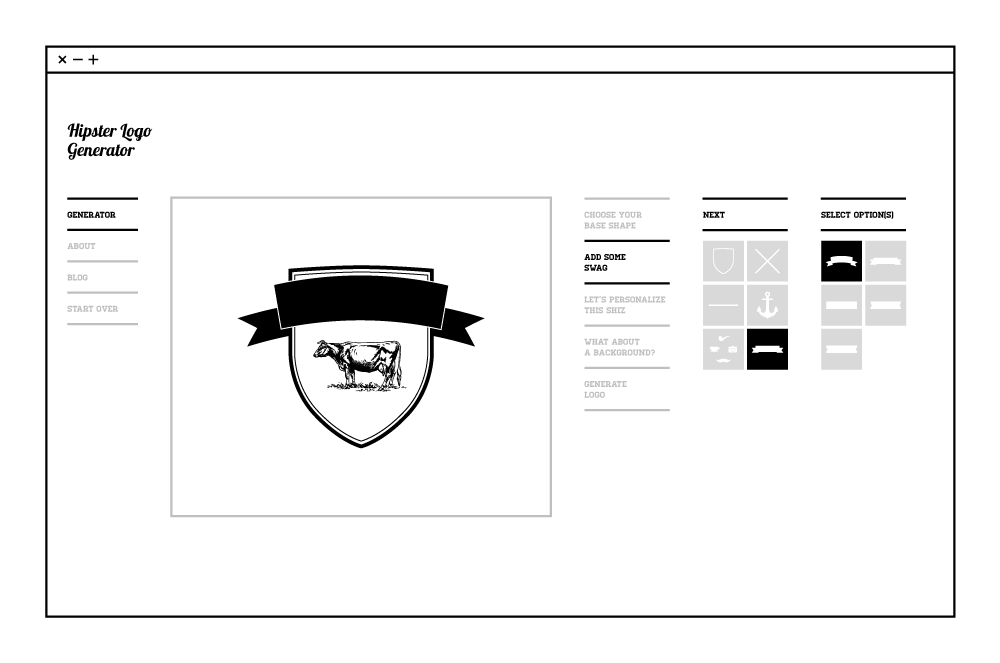 Hipster Logo
Generator
GENERATOR
ABOUT
BLOG
START OVER
CHOOSE YOUR
BASE SHAPE
ADD SOME
SWAG
LET'S PERSONALIZE
THIS SHIZ
WHAT ABOUT
A BACKGROUND?
GENERATE
LOGO
NEXT
SELECT OPTION(S)